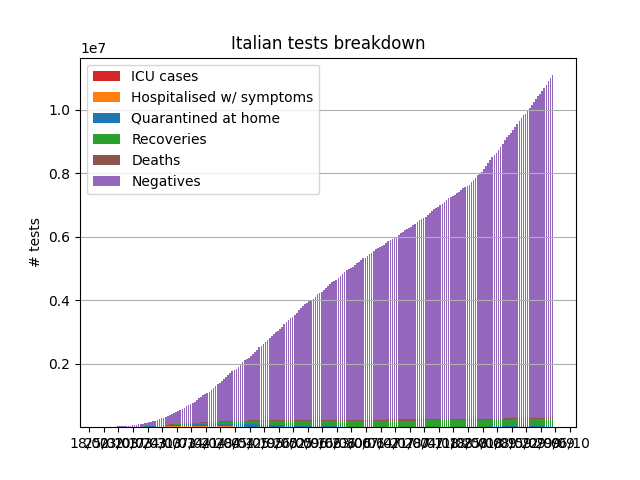 Italian tests breakdown
1e7
ICU cases
Hospitalised w/ symptoms
Quarantined at home
Recoveries
Deaths
Negatives
1.0
0.8
0.6
0.4
0.2
# tests